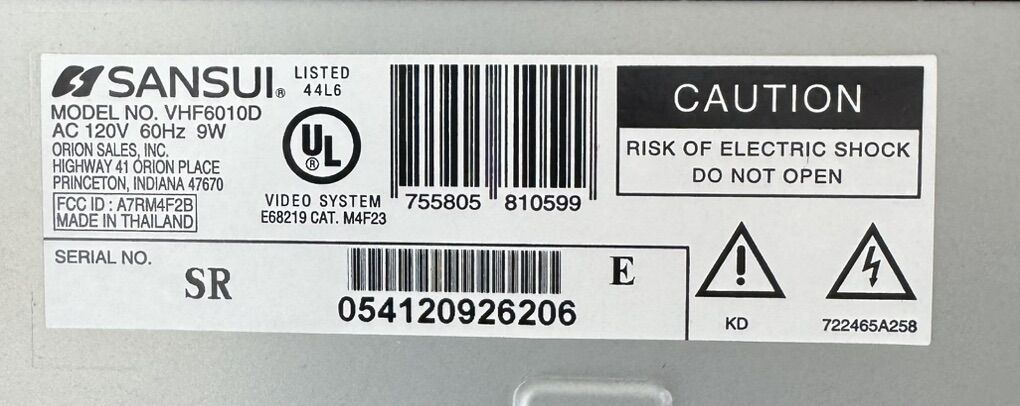 SANSUI®
MODEL NO. VHF6010D
AC 120V 60Hz 9W
ORION SALES, INC.
HIGHWAY 41 ORION PLACE
PRINCETON, INDIANA 47670
FCC ID : A7RM4F2B
MADE IN THAILAND
LISTED
44L6
UL®
VIDEO SYSTEM
E68219 CAT. M4F23
755805 810599
CAUTION
RISK OF ELECTRIC SHOCK
DO NOT OPEN
SERIAL NO.
SR
054120926206
E
!
KD
722465A258